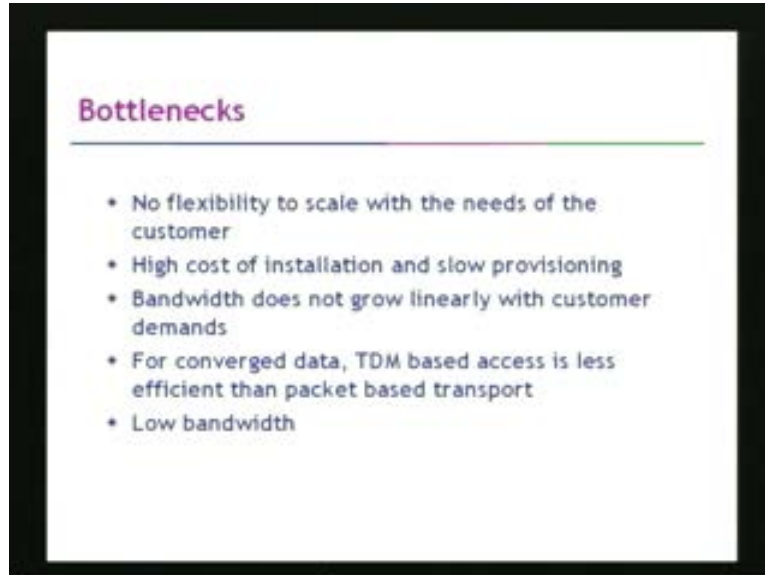 Bottlenecks
• No flexibility to scale with the needs of the
customer
• High cost of installation and slow provisioning
• Bandwidth does not grow linearly with customer
demands
• For converged data, TDM based access is less
efficient than packet based transport
• Low bandwidth